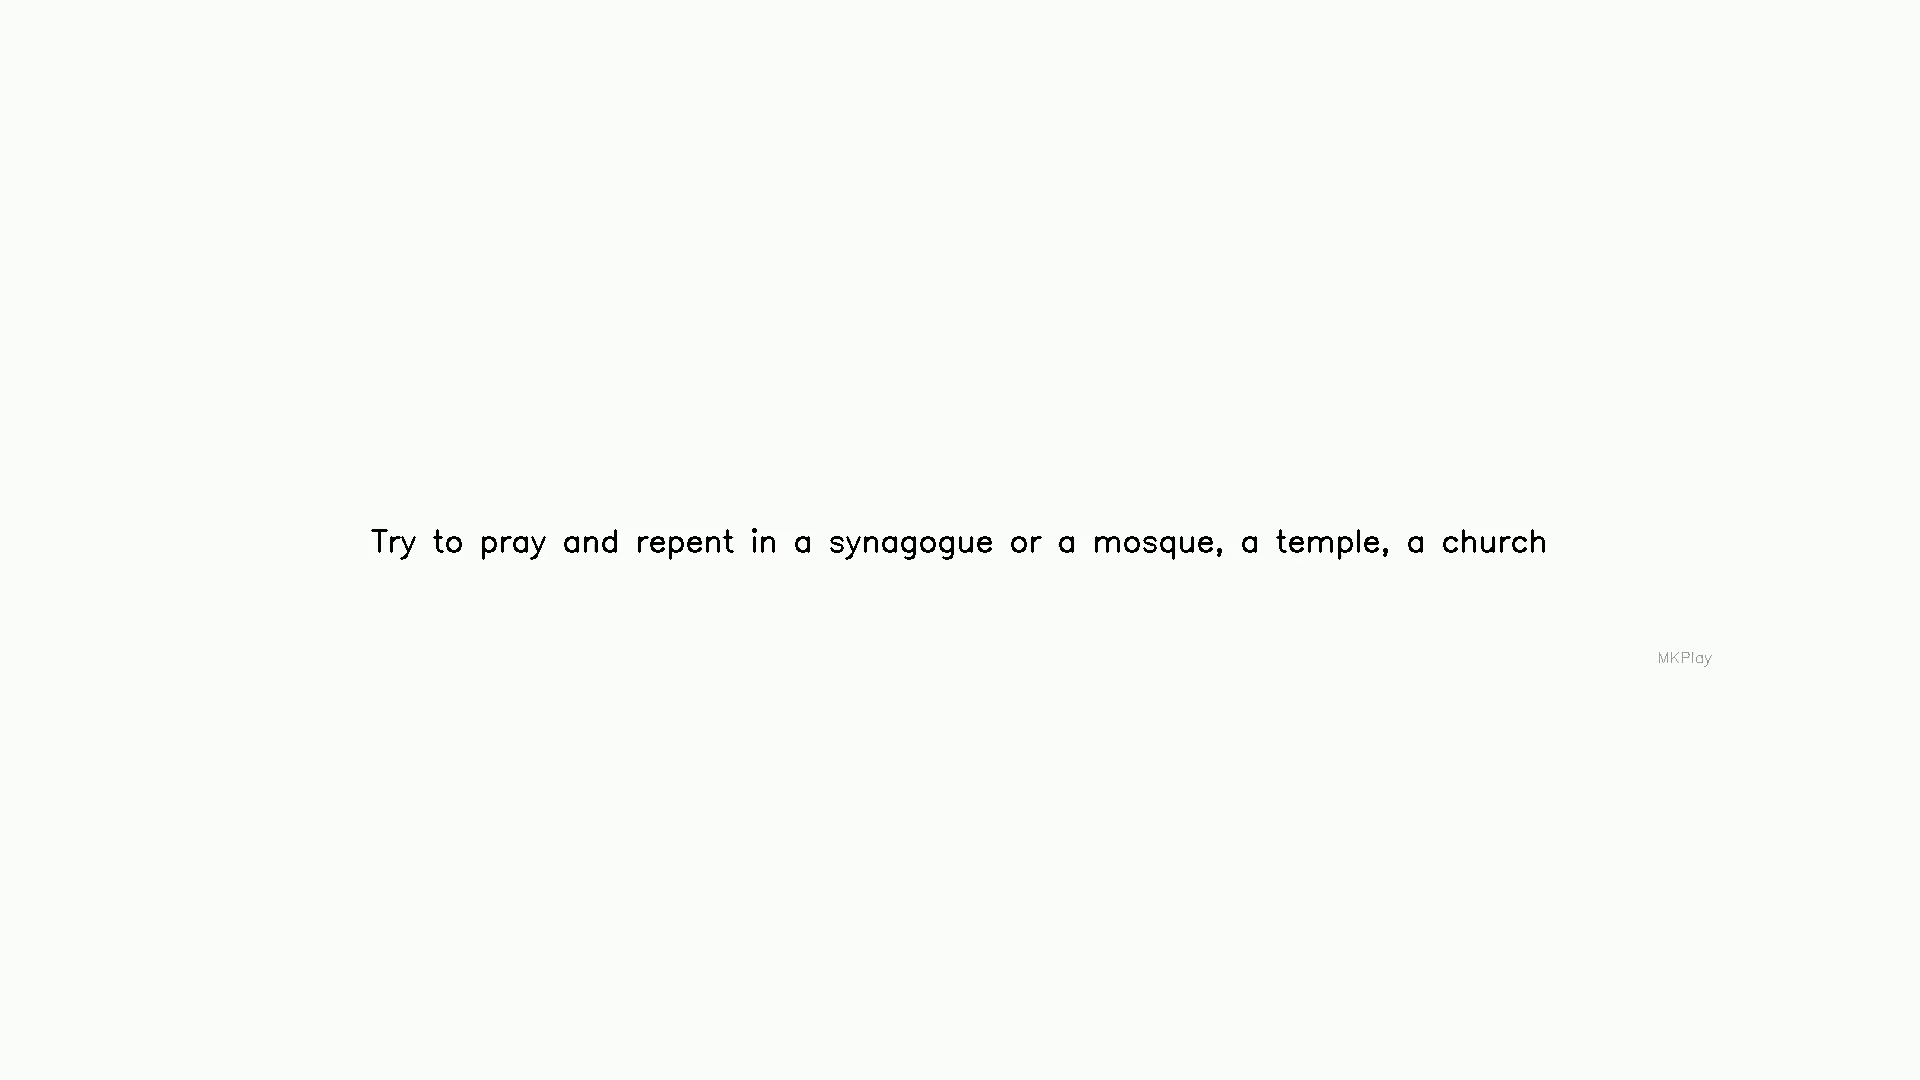 Try to pray and repent in a synagogue or a mosque, a temple, a church
MKPlay